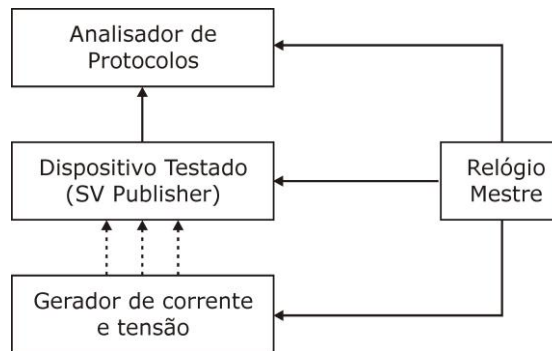 Analisador de
Protocolos
Dispositivo Testado
(SV Publisher)
Relógio
Mestre
Gerador de corrente
e tensão